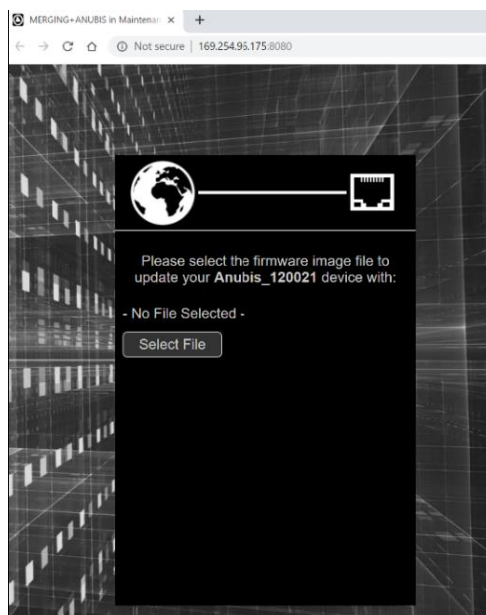 MERGING+ANUBIS in Maintenan
Not secure | 169.254.95.175:8080
Please select the firmware image file to
update your Anubis_120021 device with:
- No File Selected -
Select File